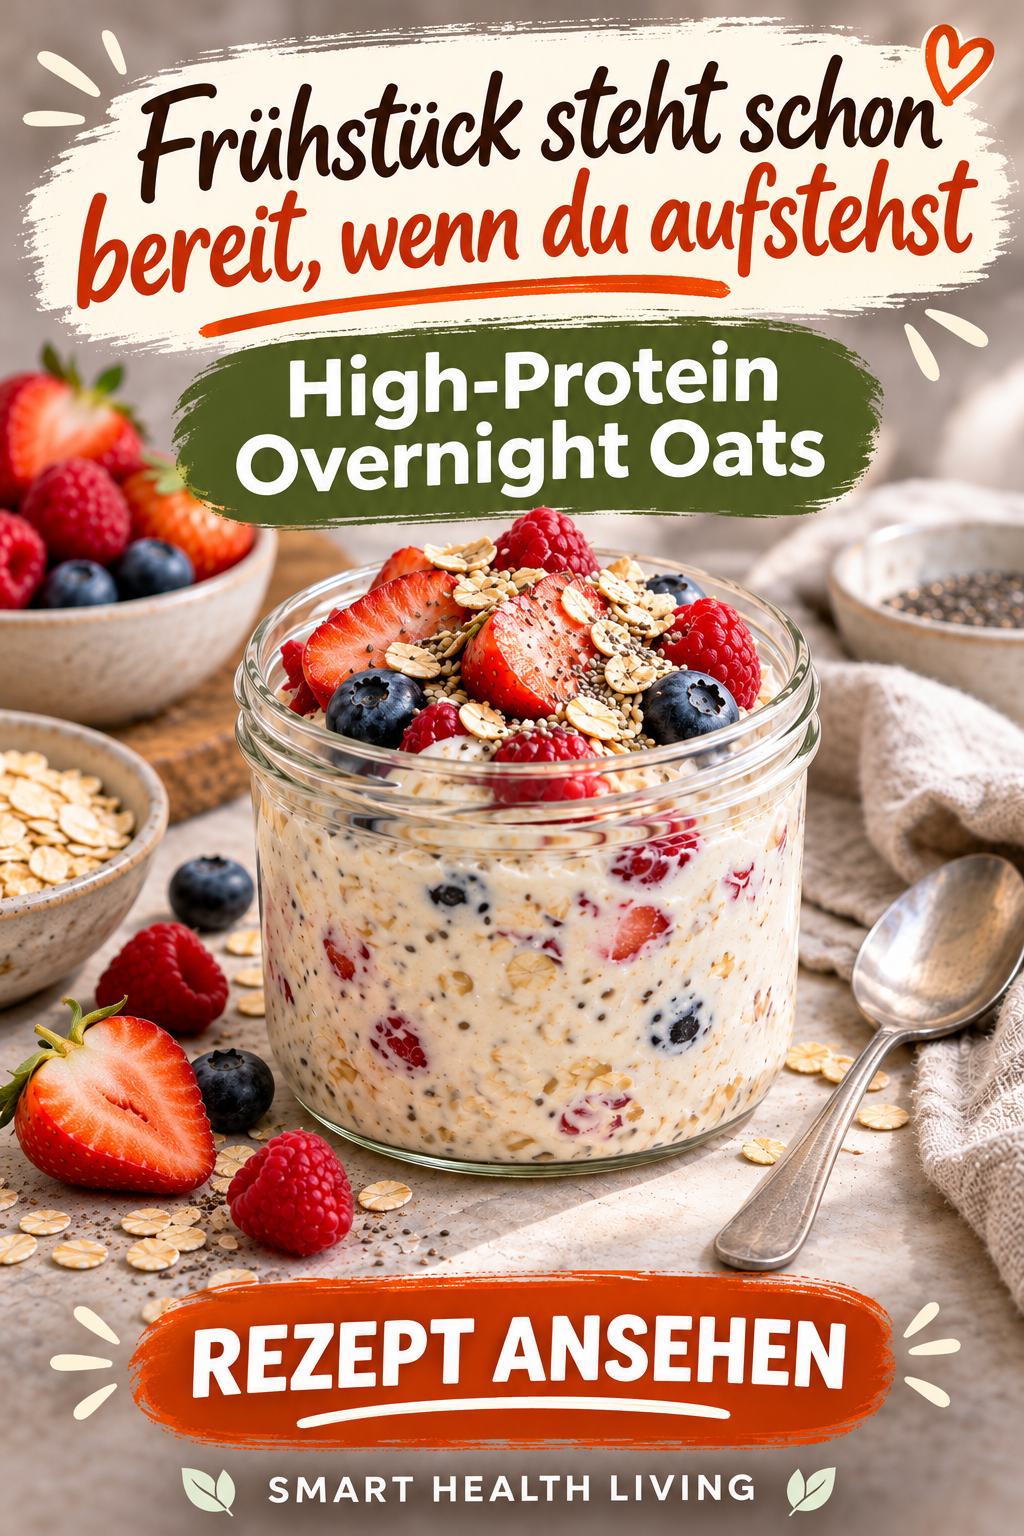 Frühstück steht schon
bereit, wenn du aufstehst
High-Protein
Overnight Oats
REZEPT ANSEHEN
SMART HEALTH LIVING